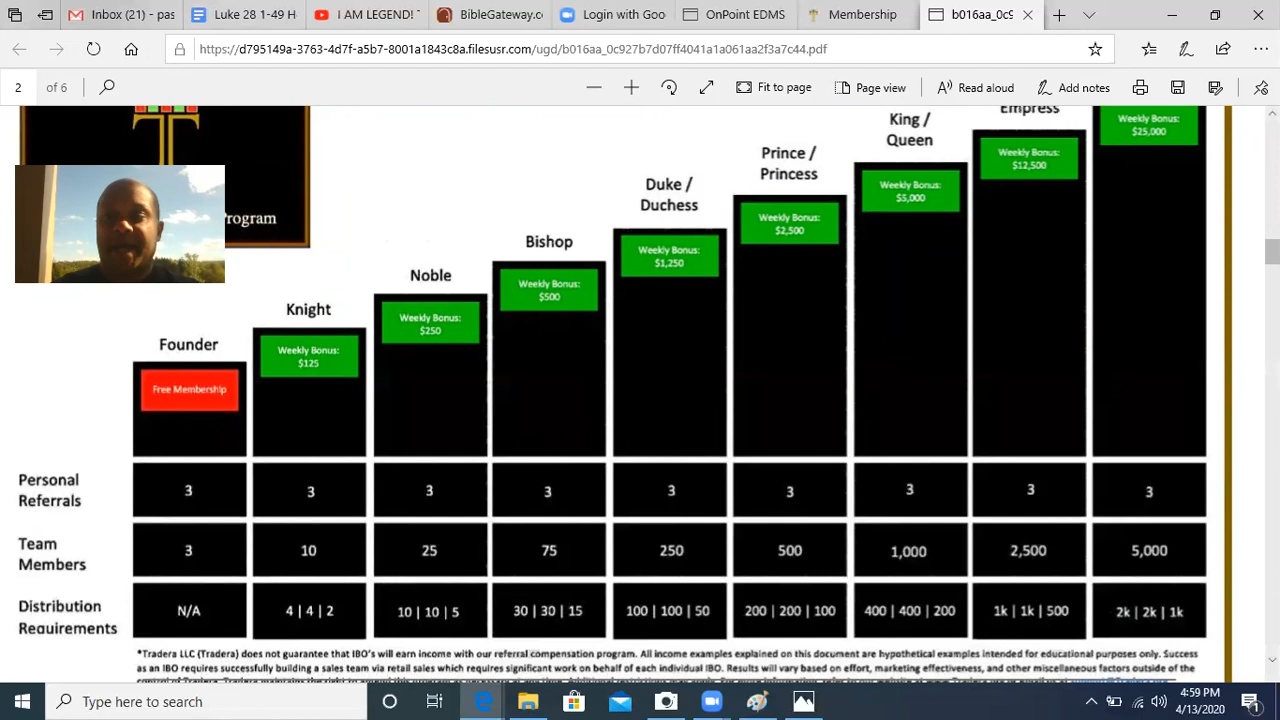 Inbox (21) - pas
Luke 28 1-49 H
I AM LEGEND!
BibleGateway.co
Login with Goo
OnPoint EDMS
Membership
b016aa_0c9
https://d795149a-3763-4d7f-a5b7-8001a1843c8a.filesusr.com/ugd/b016aa_0c927b7d07ff4041a1a061aa2f3a7c44.pdf
2 of 6
Fit to page
Page view
Read aloud
Add notes
T
Program
Empress
Weekly Bonus:
$25,000
King /
Queen
Weekly Bonus:
$12,500
Prince /
Princess
Weekly Bonus:
$5,000
Duke /
Duchess
Weekly Bonus:
$2,500
Bishop
Weekly Bonus:
$1,250
Noble
Weekly Bonus:
$500
Knight
Weekly Bonus:
$250
Founder
Weekly Bonus:
$125
Free Membership
Personal
Referrals
3 3 3 3 3 3 3 3 3
Team
Members
3 10 25 75 250 500 1,000 2,500 5,000
Distribution
Requirements
N/A 4 | 4 | 2 10 | 10 | 5 30 | 30 | 15 100 | 100 | 50 200 | 200 | 100 400 | 400 | 200 1k | 1k | 500 2k | 2k | 1k
*Tradera LLC (Tradera) does not guarantee that IBO's will earn income with our referral compensation program. All income examples explained on this document are hypothetical examples intended for educational purposes only. Success
as an IBO requires successfully building a sales team via retail sales which requires significant work on behalf of each individual IBO. Results will vary based on effort, marketing effectiveness, and other miscellaneous factors outside of the
Type here to search
4:59 PM
4/13/2020
1